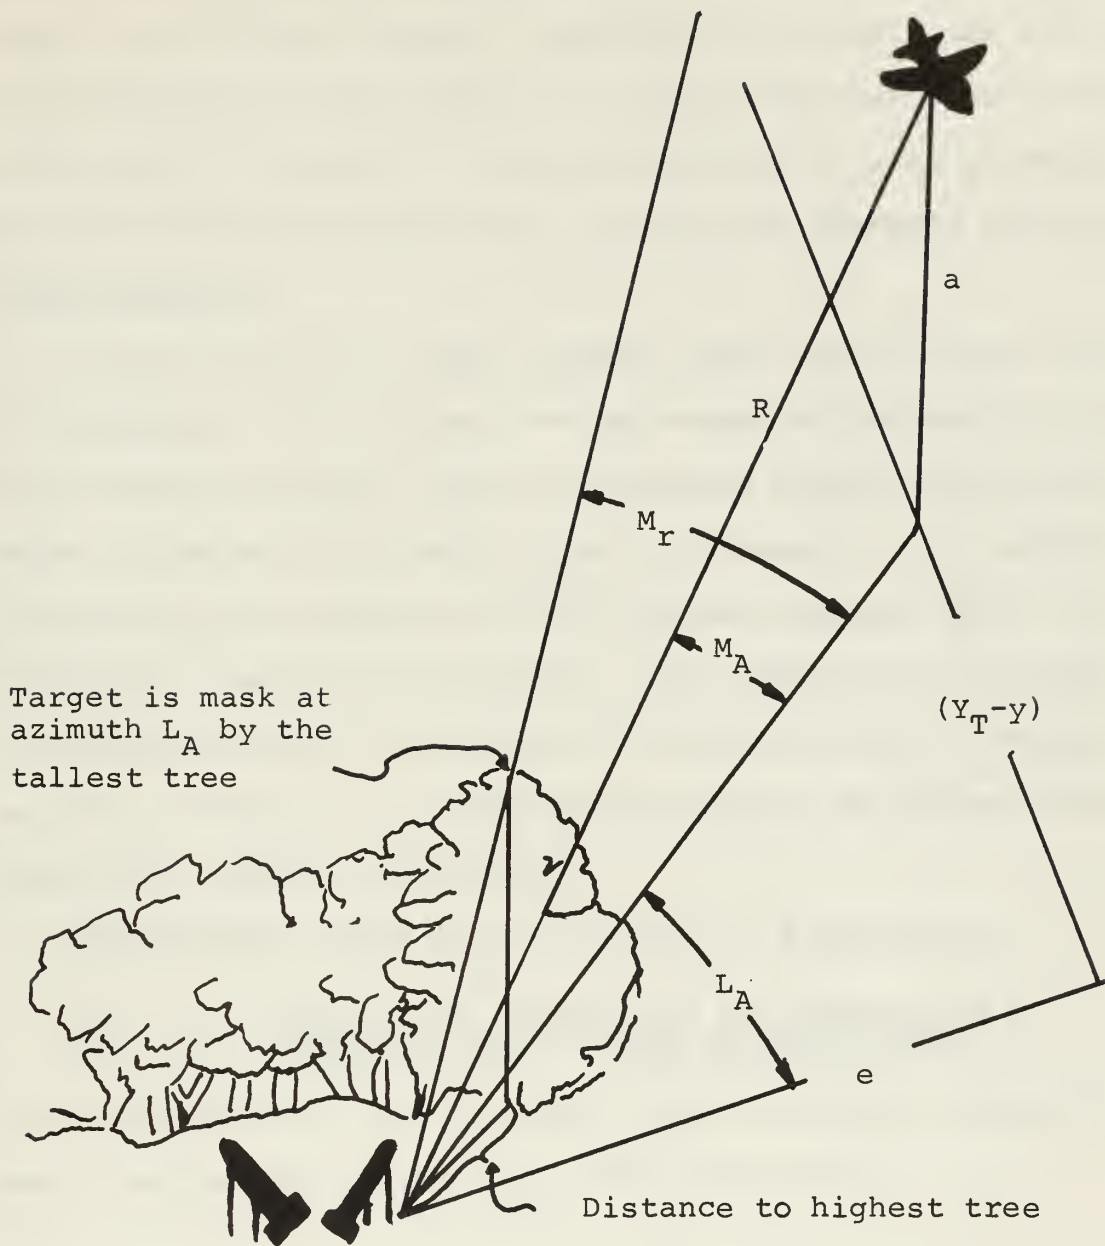 a
R
M_r
M_A
Target is mask at
azimuth L_A by the
tallest tree
(Y_T-y)
L_A
e
Distance to highest tree